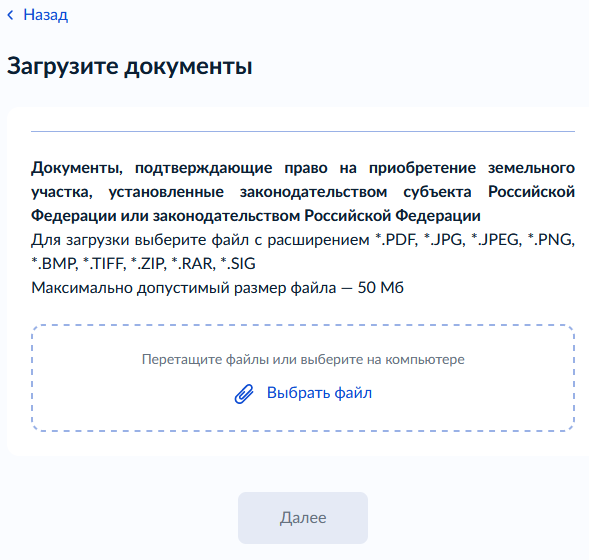 Назад
Загрузите документы
Документы, подтверждающие право на приобретение земельного
участка, установленные законодательством субъекта Российской
Федерации или законодательством Российской Федерации
Для загрузки выберите файл с расширением *.PDF, *.JPG, *.JPEG, *.PNG,
*.BMP, *.TIFF, *.ZIP, *.RAR, *.SIG
Максимально допустимый размер файла — 50 Мб
Перетащите файлы или выберите на компьютере
Выбрать файл
Далее